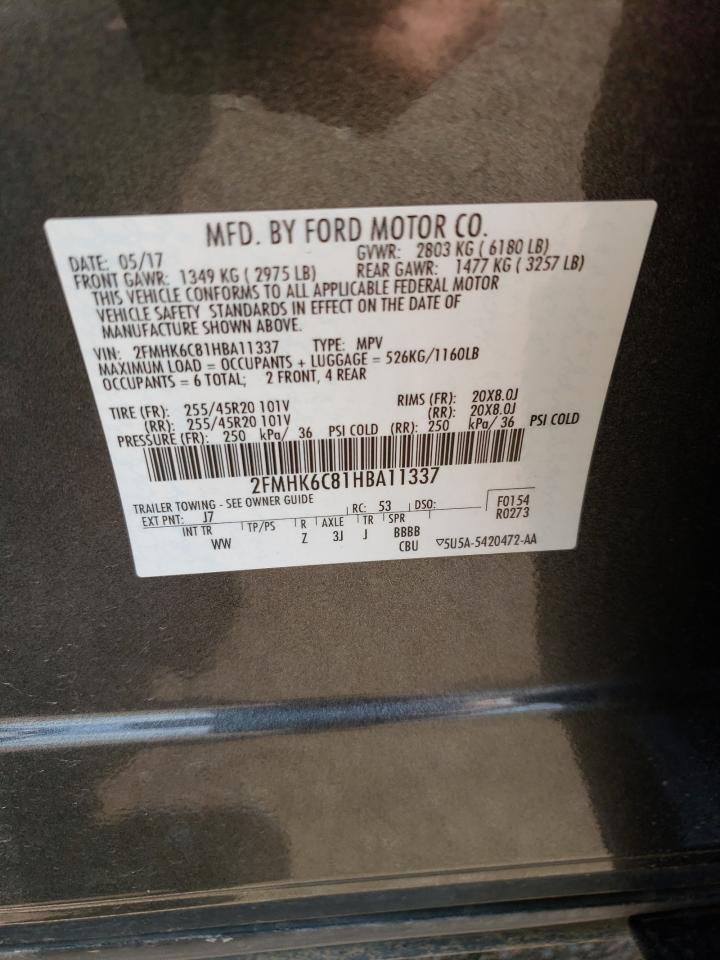 MFD. BY FORD MOTOR CO.
DATE: 05/17 GVWR: 2803 KG ( 6180 LB)
FRONT GAWR: 1349 KG ( 2975 LB) REAR GAWR: 1477 KG ( 3257 LB)
THIS VEHICLE CONFORMS TO ALL APPLICABLE FEDERAL MOTOR
VEHICLE SAFETY STANDARDS IN EFFECT ON THE DATE OF
MANUFACTURE SHOWN ABOVE.
VIN: 2FMHK6C81HBA11337 TYPE: MPV
MAXIMUM LOAD = OCCUPANTS + LUGGAGE = 526KG/1160LB
OCCUPANTS = 6 TOTAL; 2 FRONT, 4 REAR
TIRE (FR): 255/45R20 101V RIMS (FR): 20X8.0J
(RR): 255/45R20 101V (RR): 20X8.0J
PRESSURE (FR): 250 kPa/ 36 PSI COLD (RR): 250 kPa/ 36 PSI COLD
2FMHK6C81HBA11337
TRAILER TOWING - SEE OWNER GUIDE
EXT PNT: J7 RC: 53 DSO: F0154
R0273
INT TR TP/PS R AXLE TR SPR
WW Z 3J J BBBB
CBU ▽5U5A-5420472-AA